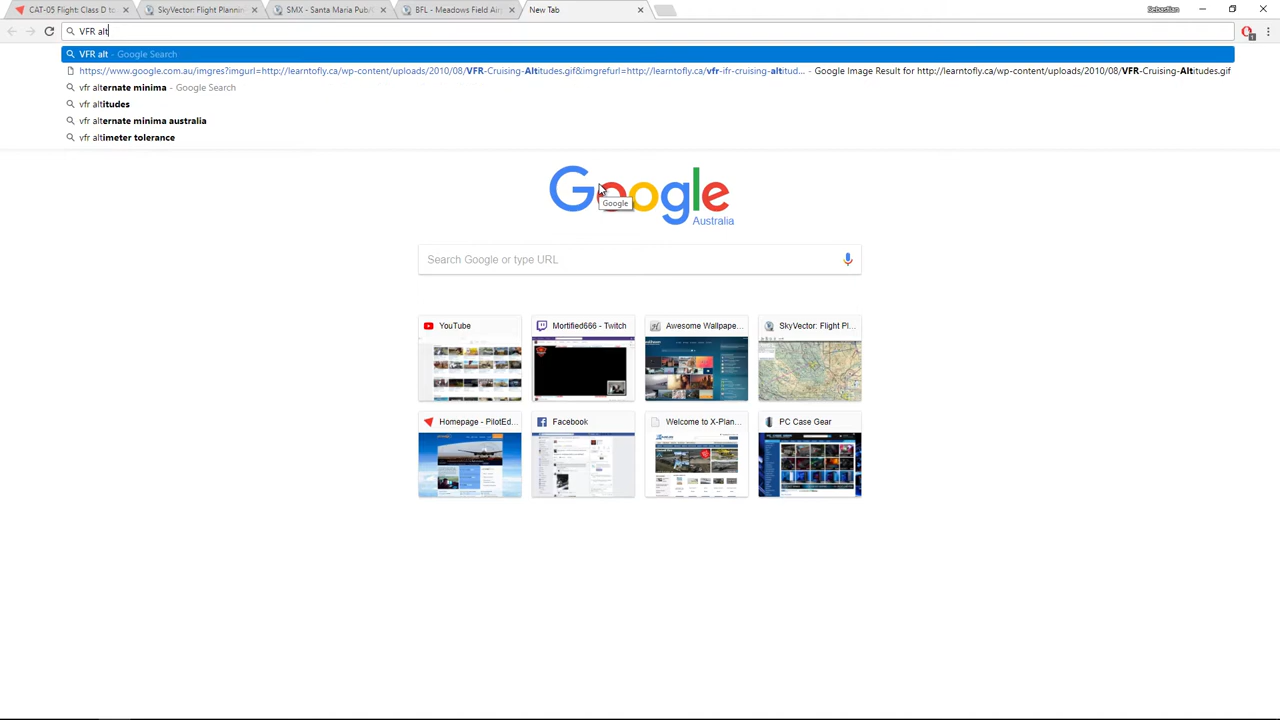 CAT-05 Flight: Class D to
SkyVector: Flight Plannin
SMX - Santa Maria Pub/
BFL - Meadows Field Air
New Tab
Sebastian
VFR alt
1
VFR alt - Google Search
https://www.google.com.au/imgres?imgurl=http://learntofly.ca/wp-content/uploads/2010/08/VFR-Cruising-Altitudes.gif&imgrefurl=http://learntofly.ca/vfr-ifr-cruising-altitud... - Google Image Result for http://learntofly.ca/wp-content/uploads/2010/08/VFR-Cruising-Altitudes.gif
vfr alternate minima - Google Search
vfr altitudes
vfr alternate minima australia
vfr altimeter tolerance
Google
Google
Australia
Search Google or type URL
YouTube
Mortified666 - Twitch
Awesome Wallpape...
SkyVector: Flight Pl...
Homepage - PilotEd...
Facebook
Welcome to X-Plan...
PC Case Gear